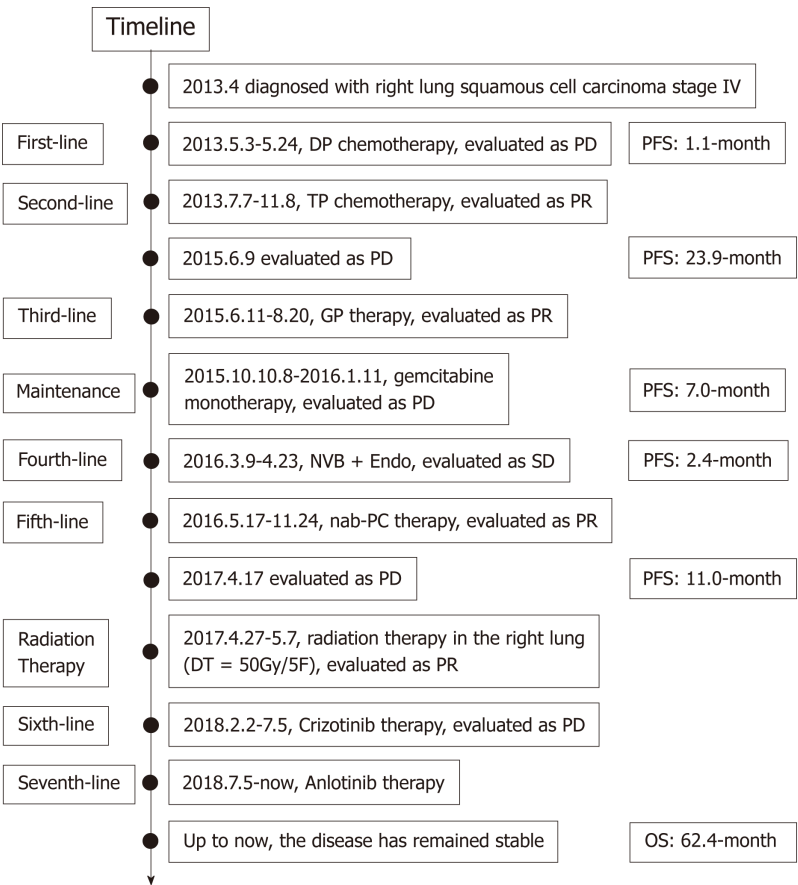 Timeline
2013.4 diagnosed with right lung squamous cell carcinoma stage IV
First-line
2013.5.3-5.24, DP chemotherapy, evaluated as PD
PFS: 1.1-month
Second-line
2013.7.7-11.8, TP chemotherapy, evaluated as PR
2015.6.9 evaluated as PD
PFS: 23.9-month
Third-line
2015.6.11-8.20, GP therapy, evaluated as PR
Maintenance
2015.10.10.8-2016.1.11, gemcitabine
monotherapy, evaluated as PD
PFS: 7.0-month
Fourth-line
2016.3.9-4.23, NVB + Endo, evaluated as SD
PFS: 2.4-month
Fifth-line
2016.5.17-11.24, nab-PC therapy, evaluated as PR
2017.4.17 evaluated as PD
PFS: 11.0-month
Radiation
Therapy
2017.4.27-5.7, radiation therapy in the right lung
(DT = 50Gy/5F), evaluated as PR
Sixth-line
2018.2.2-7.5, Crizotinib therapy, evaluated as PD
Seventh-line
2018.7.5-now, Anlotinib therapy
Up to now, the disease has remained stable
OS: 62.4-month